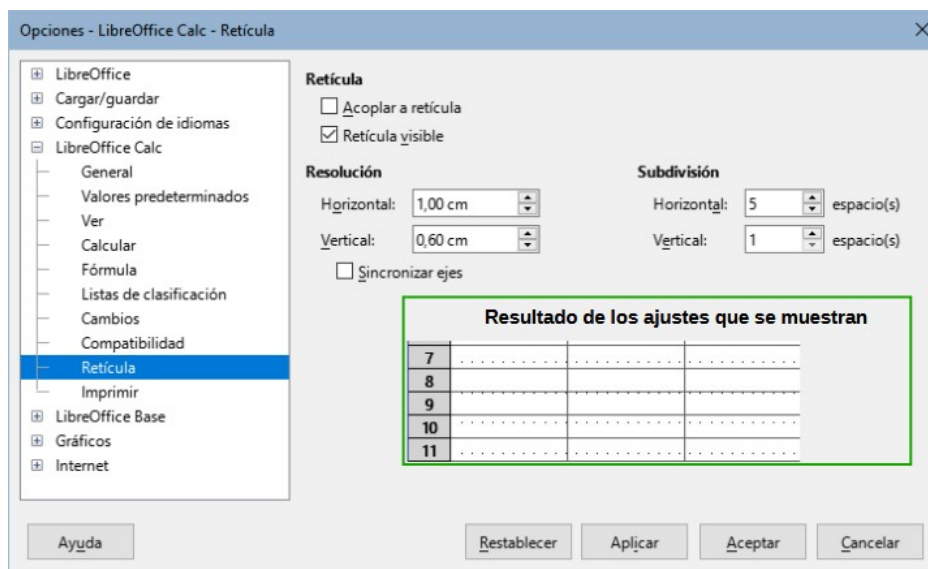 Opciones - LibreOffice Calc - Retícula
LibreOffice
Cargar/guardar
Configuración de idiomas
LibreOffice Calc
General
Valores predeterminados
Ver
Calcular
Fórmula
Listas de clasificación
Cambios
Compatibilidad
Retícula
Imprimir
LibreOffice Base
Gráficos
Internet
Retícula
Acoplar a retícula
Retícula visible
Resolución
Horizontal: 1,00 cm
Vertical: 0,60 cm
Sincronizar ejes
Subdivisión
Horizontal: 5 espacio(s)
Vertical: 1 espacio(s)
Resultado de los ajustes que se muestran
7
8
9
10
11
Ayuda Restablecer Aplicar Aceptar Cancelar